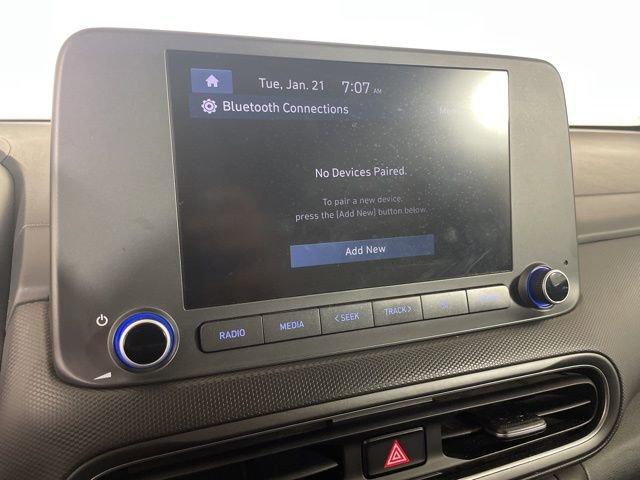 Tue, Jan. 21 7:07 AM
Bluetooth Connections
No Devices Paired.
To pair a new device,
press the [Add New] button below.
Add New
RADIO MEDIA < SEEK TRACK >